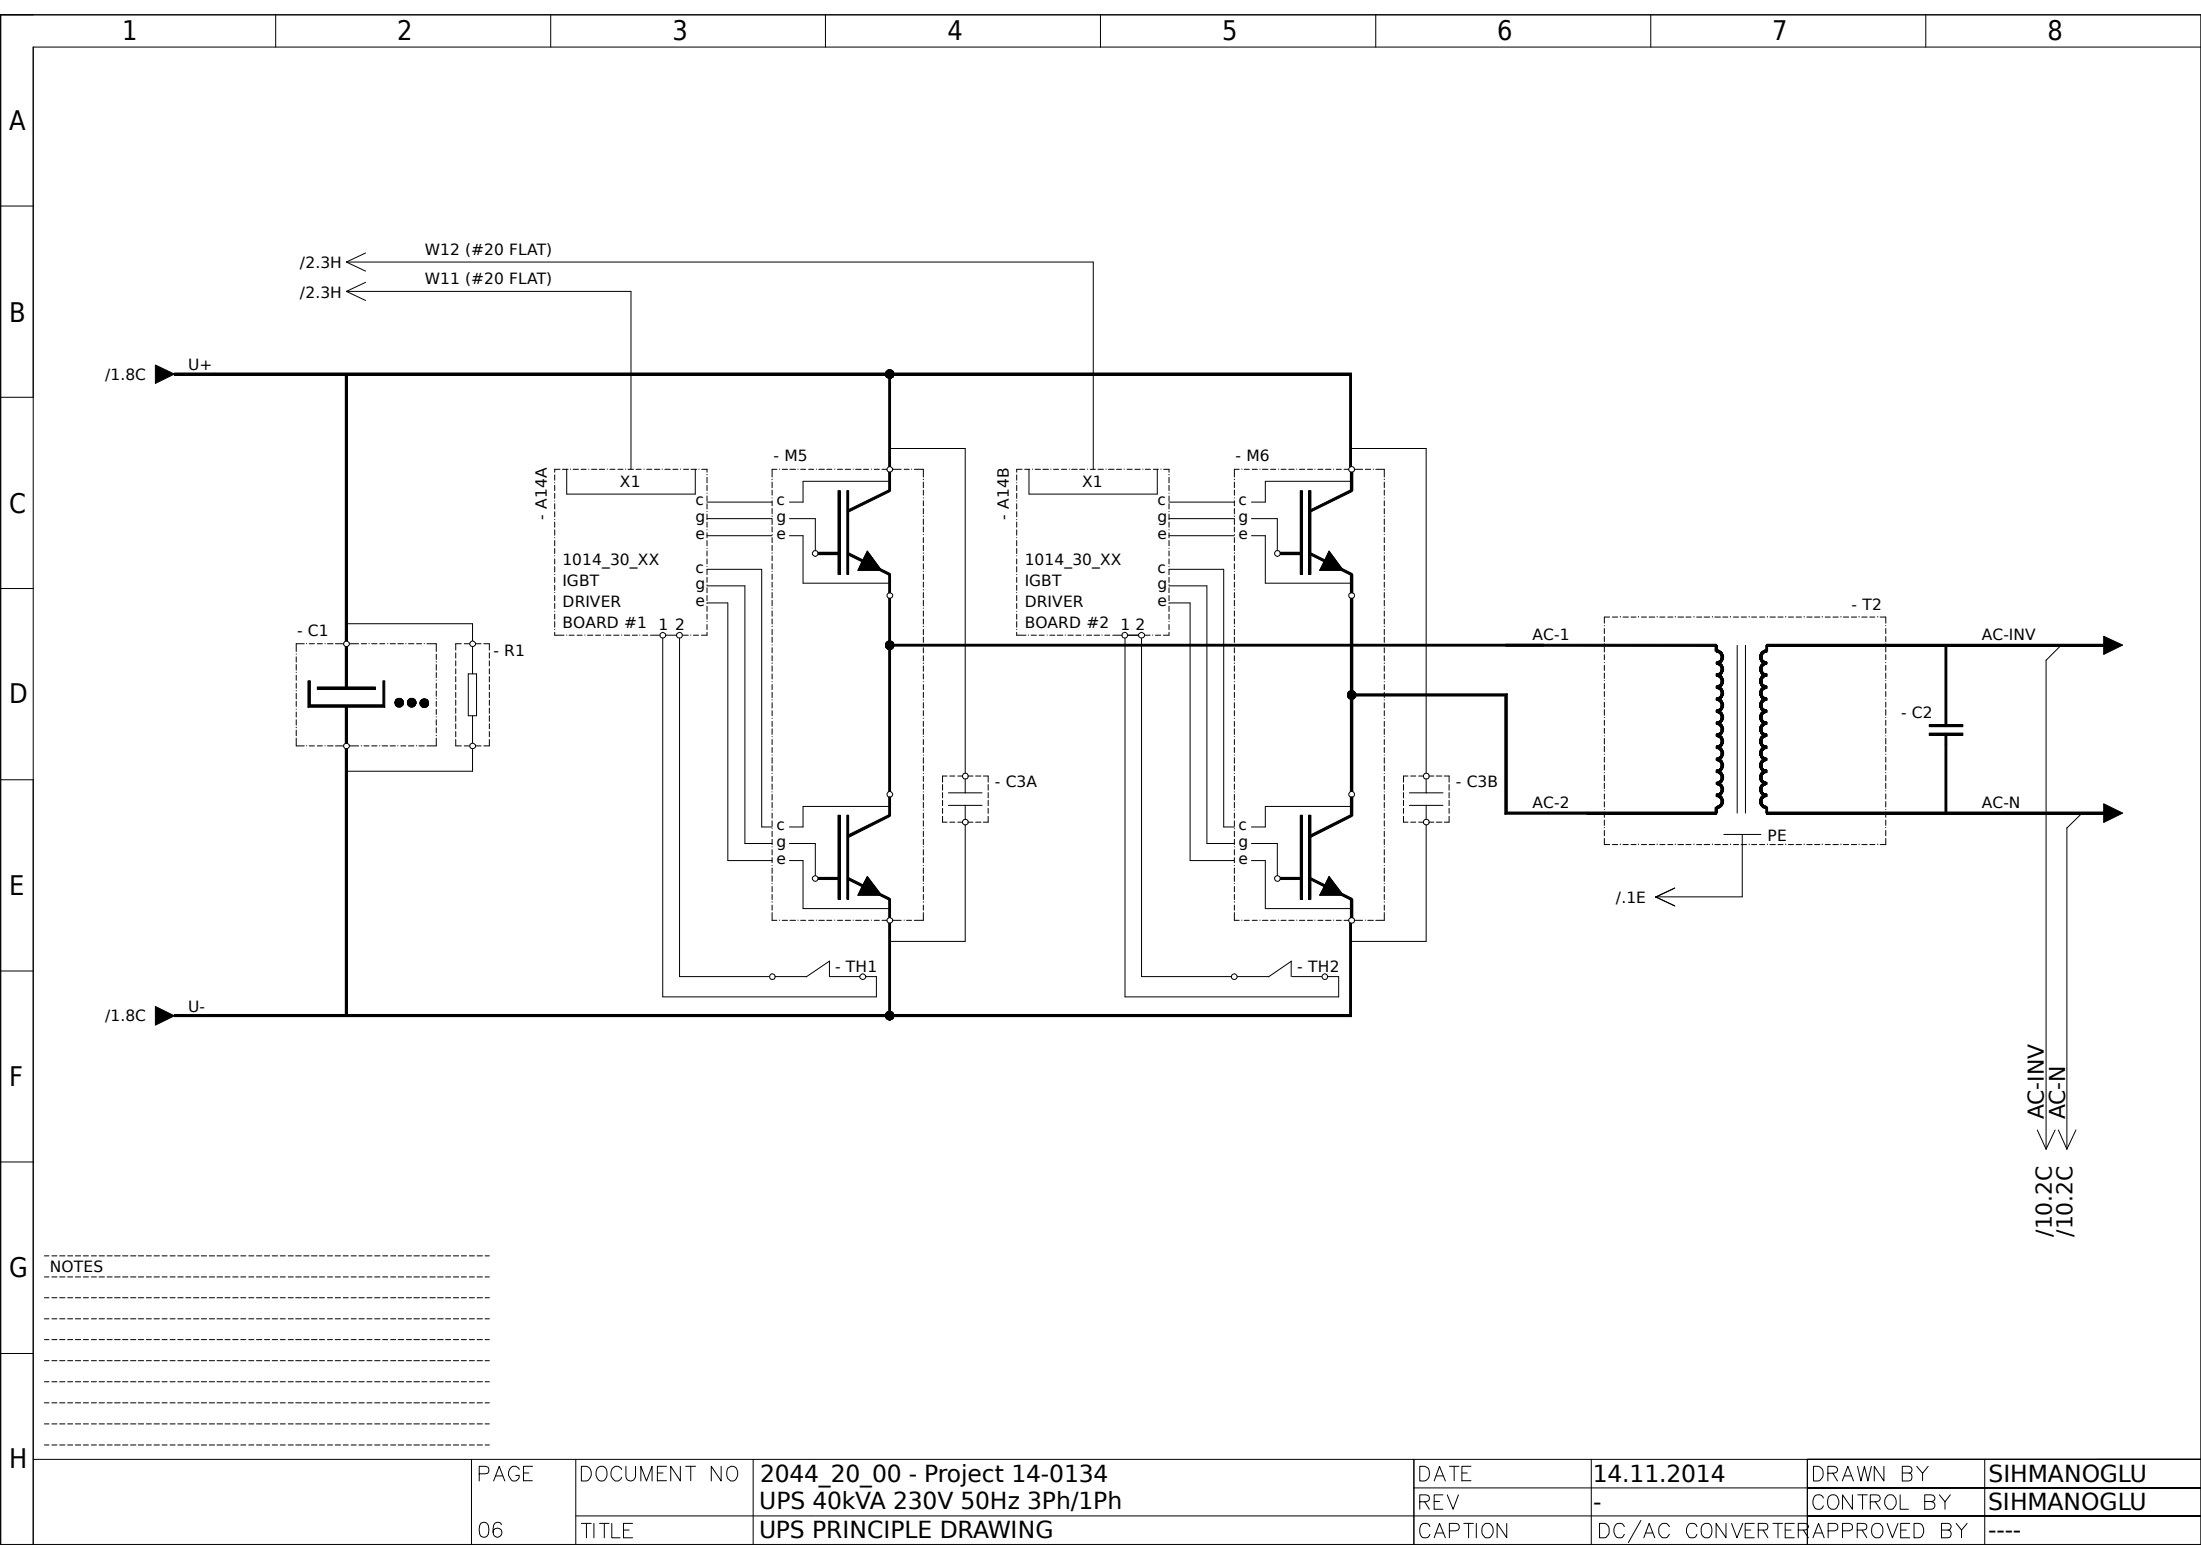 1 2 3 4 5 6 7 8
A
B
C
D
E
F
G
H
W12 (#20 FLAT)
/2.3H
W11 (#20 FLAT)
/2.3H
U+
/1.8C
- A14A
X1
c
g
e
1014_30_XX
IGBT
DRIVER
BOARD #1
c
g
e
1 2
- M5
c
g
e
c
g
e
- A14B
X1
c
g
e
1014_30_XX
IGBT
DRIVER
BOARD #2
c
g
e
1 2
- M6
c
g
e
c
g
e
- C1
- R1
- C3A
- C3B
- TH1
- TH2
U-
/1.8C
AC-1
AC-2
- T2
PE
/.1E
- C2
AC-INV
AC-N
AC-INV
AC-N
/10.2C
/10.2C
NOTES
PAGE
06
DOCUMENT NO
2044_20_00 - Project 14-0134
UPS 40kVA 230V 50Hz 3Ph/1Ph
TITLE
UPS PRINCIPLE DRAWING
DATE
14.11.2014
REV
-
CAPTION
DC/AC CONVERTER
DRAWN BY
SIHMANOGLU
CONTROL BY
SIHMANOGLU
APPROVED BY
----